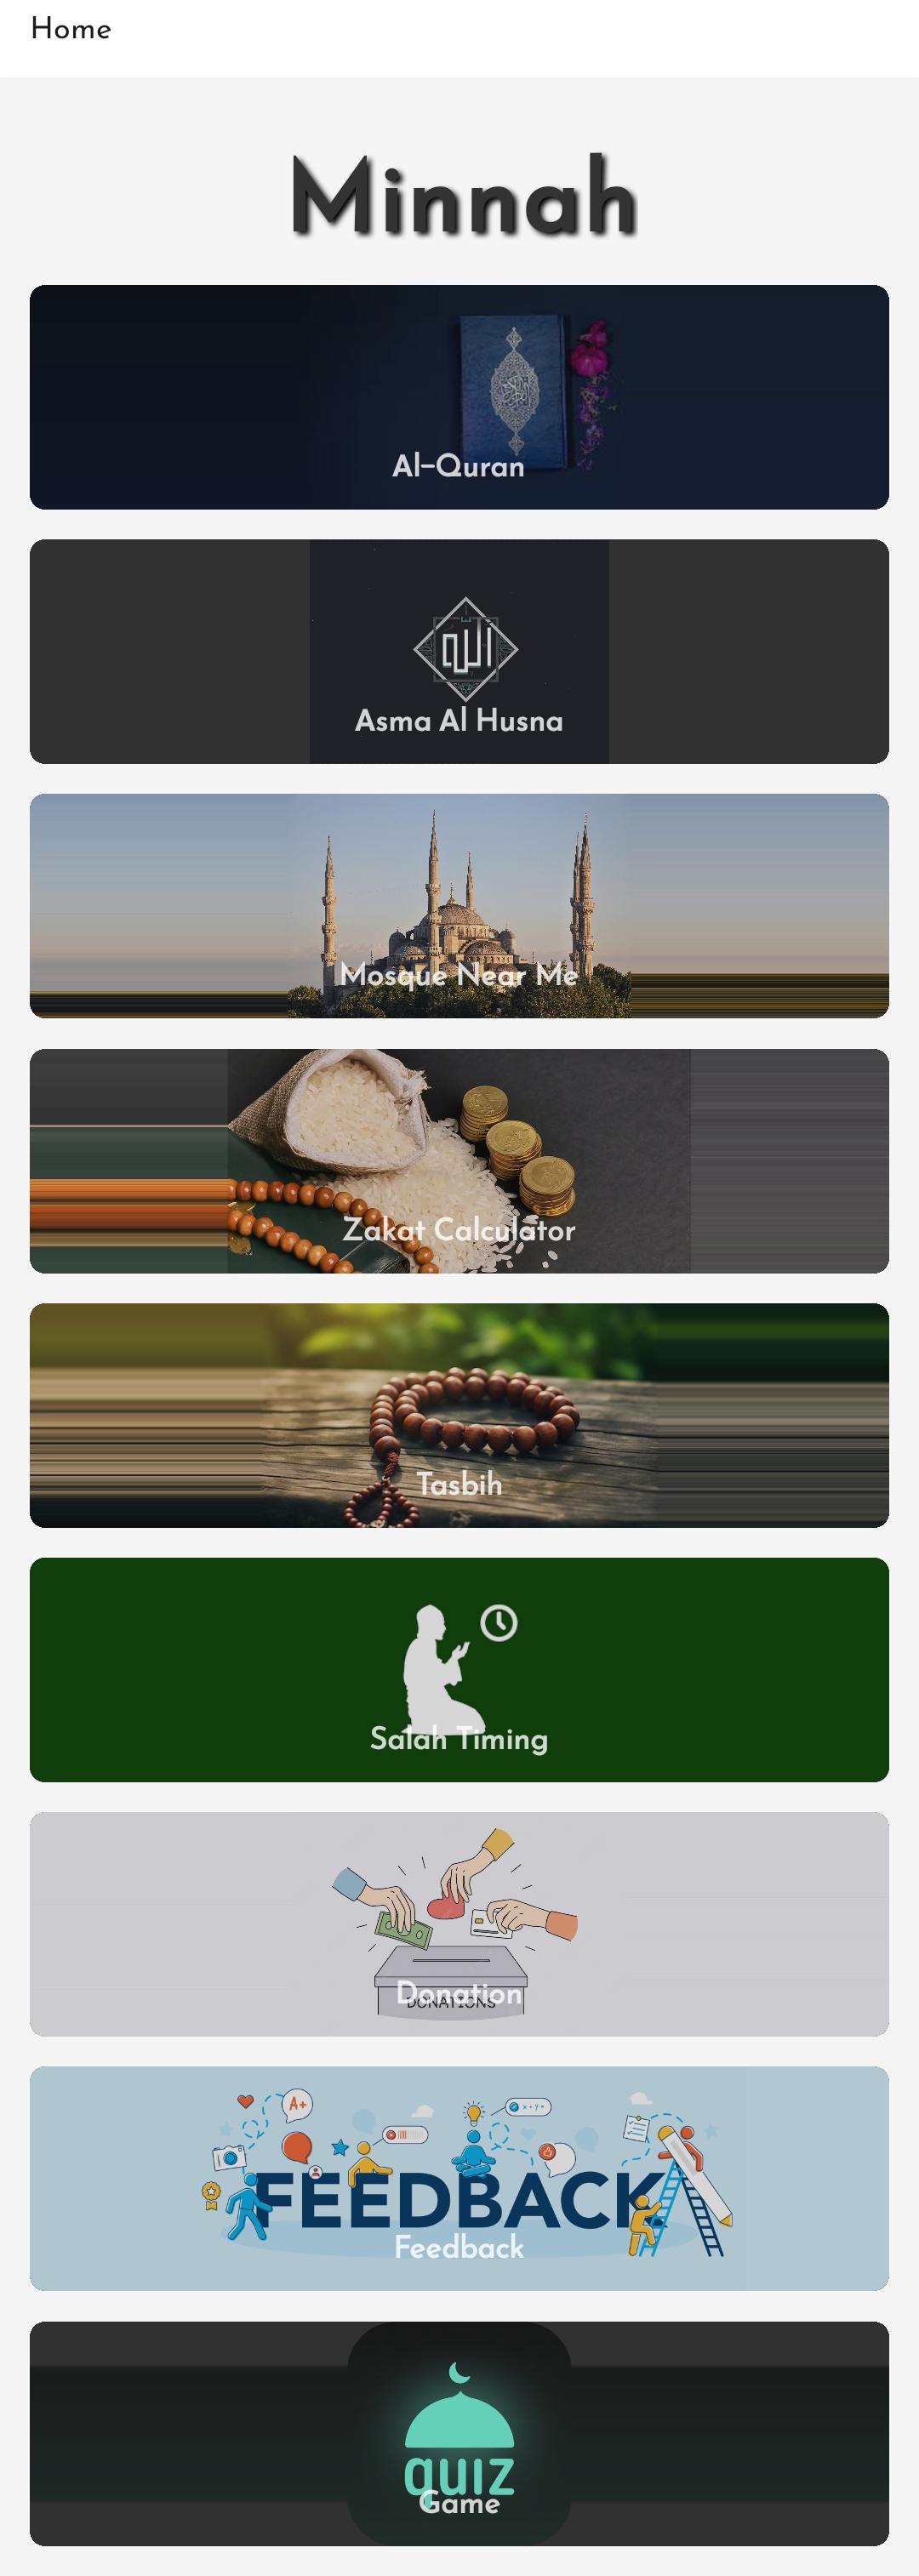 Home
Minnah
Al-Quran
الله
Asma Al Husna
Mosque Near Me
Zakat Calculator
Tasbih
Salah Timing
Donation
DONATIONS
A+
FEEDBACK
Feedback
quiz
Game